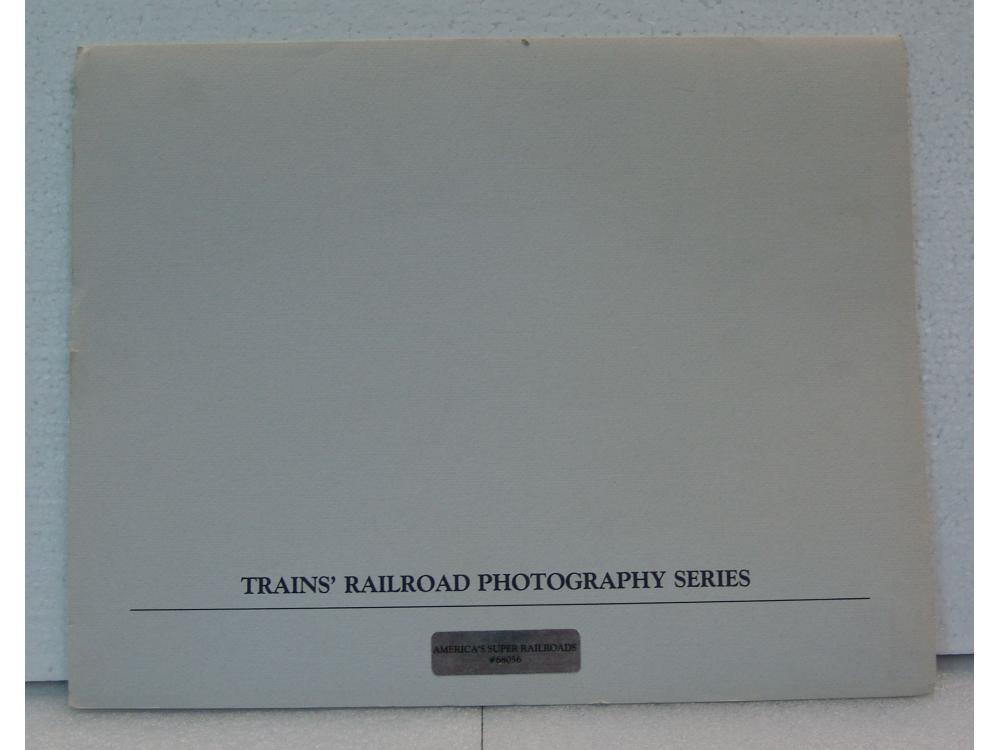 TRAINS' RAILROAD PHOTOGRAPHY SERIES
AMERICA'S SUPER RAILROADS
#68056